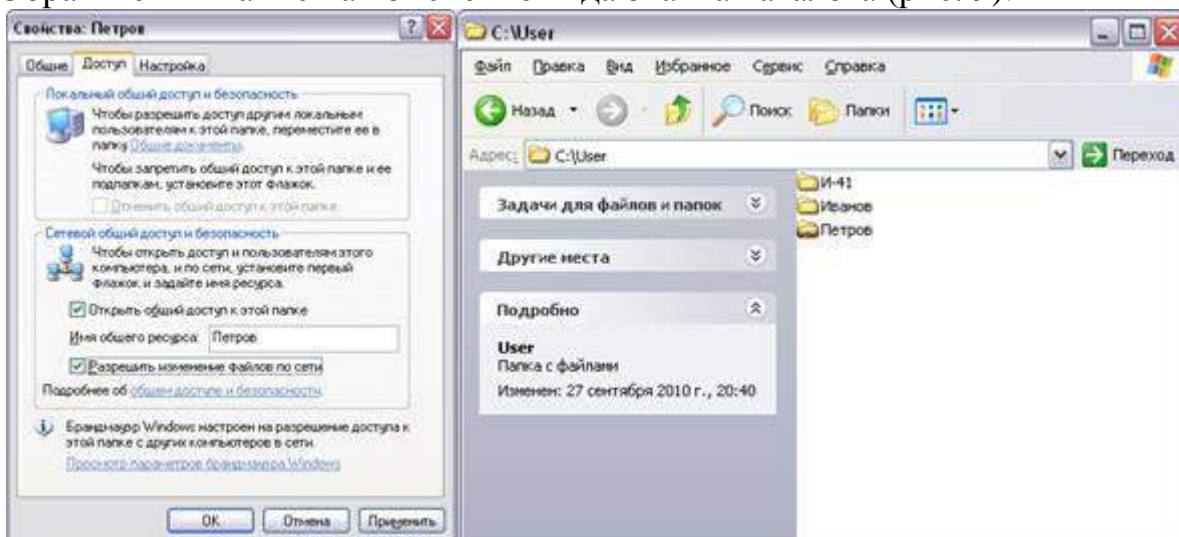 Свойства: Петров
Общие Доступ Настройка
Локальный общий доступ и безопасность
Чтобы разрешить доступ другим локальным
пользователям к этой папке, переместите ее в
папку Общие документы.
Чтобы запретить общий доступ к этой папке и ее
подпапкам, установите этот флажок.
Отменить общий доступ к этой папке
Сетевой общий доступ и безопасность
Чтобы открыть доступ и пользователям этого
компьютера, и по сети, установите первый
флажок и задайте имя ресурса.
Открыть общий доступ к этой папке
Имя общего ресурса: Петров
Разрешить изменение файлов по сети
Подробнее об общем доступе и безопасности.
Брандмауэр Windows настроен на разрешение доступа к
этой папке с других компьютеров в сети.
Просмотр параметров брандмауэра Windows
OK Отмена Применить
C:\User
Файл Правка Вид Избранное Сервис Справка
Назад Поиск Папки
Адрес: C:\User Переход
Задачи для файлов и папок
Другие места
Подробно
User
Папка с файлами
Изменен: 27 сентября 2010 г., 20:40
И-41
Иванов
Петров